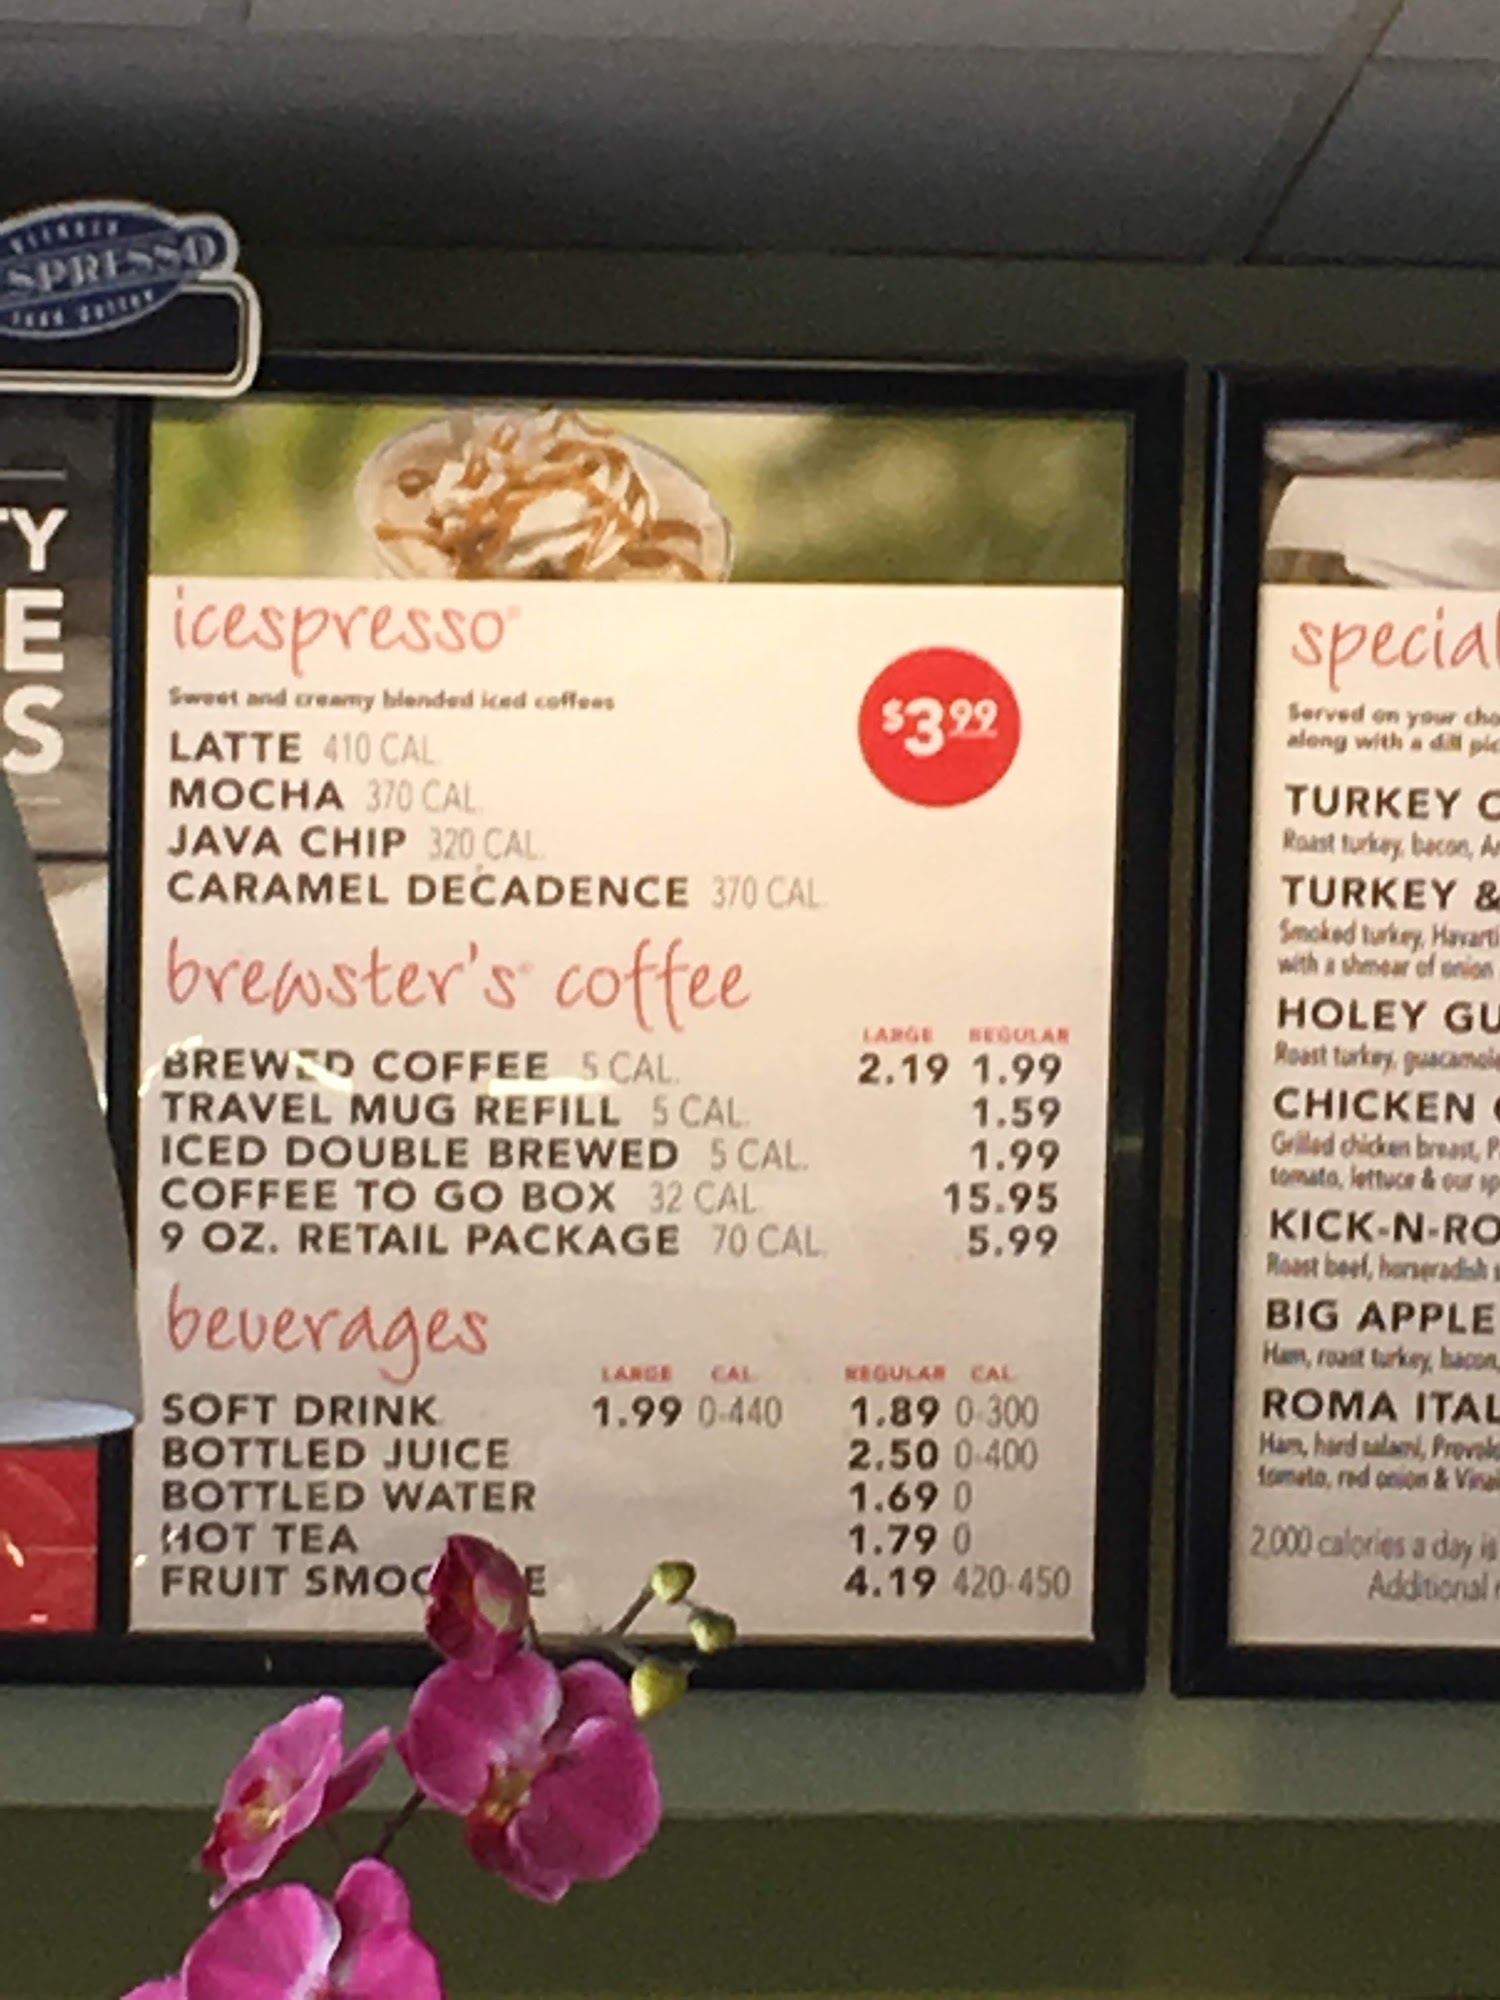 SPRESSO
TY
E
S
icespresso®
Sweet and creamy blended iced coffees
$3.99
LATTE 410 CAL.
MOCHA 370 CAL.
JAVA CHIP 320 CAL.
CARAMEL DECADENCE 370 CAL.
brewster's® coffee
LARGE REGULAR
BREWED COFFEE 5 CAL. 2.19 1.99
TRAVEL MUG REFILL 5 CAL. 1.59
ICED DOUBLE BREWED 5 CAL. 1.99
COFFEE TO GO BOX 32 CAL. 15.95
9 OZ. RETAIL PACKAGE 70 CAL. 5.99
beverages
LARGE CAL. REGULAR CAL.
SOFT DRINK 1.99 0-440 1.89 0-300
BOTTLED JUICE 2.50 0-400
BOTTLED WATER 1.69 0
HOT TEA 1.79 0
FRUIT SMOO E 4.19 420-450
special
Served on your cho
along with a dill pic
TURKEY C
Roast turkey, bacon, A
TURKEY &
Smoked turkey, Havarti
with a shmear of onion
HOLEY GU
Roast turkey, guacamole
CHICKEN
Grilled chicken breast, P
tomato, lettuce & our sp
KICK-N-RO
Roast beef, horseradish s
BIG APPLE
Ham, roast turkey, bacon,
ROMA ITAL
Ham, hard salami, Provolo
tomato, red onion & Vinai
2,000 calories a day is
Additional